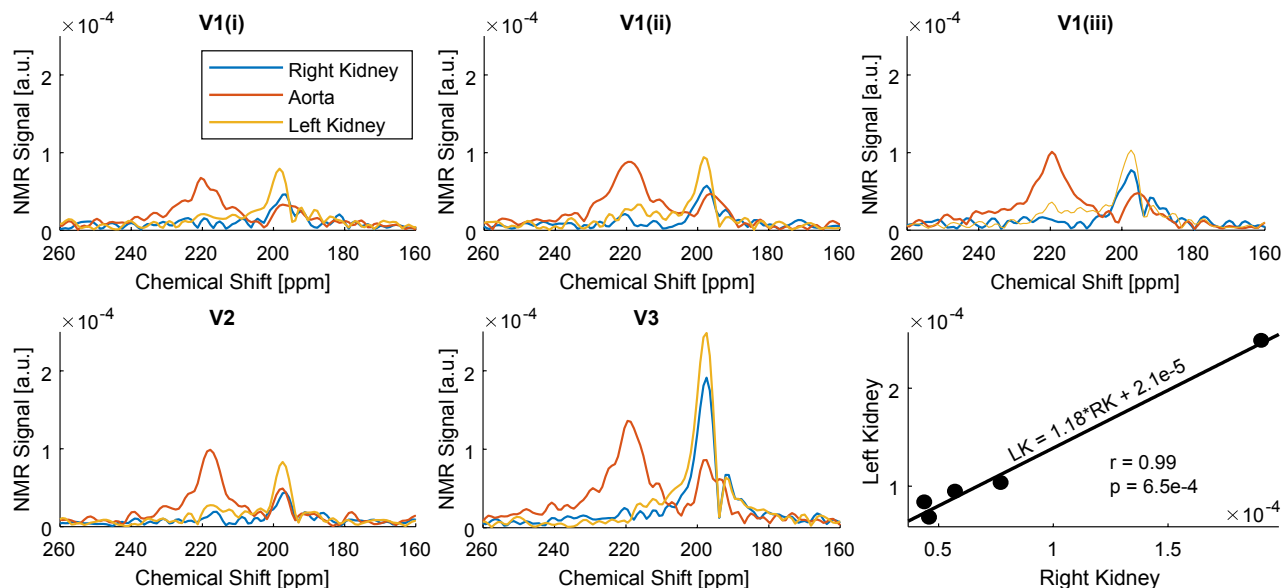 V1(i)
× 10-4
NMR Signal [a.u.]
2
1
0
260 240 220 200 180 160
Chemical Shift [ppm]
Right Kidney
Aorta
Left Kidney
V1(ii)
× 10-4
NMR Signal [a.u.]
2
1
0
260 240 220 200 180 160
Chemical Shift [ppm]
V1(iii)
× 10-4
NMR Signal [a.u.]
2
1
0
260 240 220 200 180 160
Chemical Shift [ppm]
V2
× 10-4
NMR Signal [a.u.]
2
1
0
260 240 220 200 180 160
Chemical Shift [ppm]
V3
× 10-4
NMR Signal [a.u.]
2
1
0
260 240 220 200 180 160
Chemical Shift [ppm]
× 10-4
Left Kidney
2
1
LK = 1.18*RK + 2.1e-5
r = 0.99
p = 6.5e-4
× 10-4
0.5 1 1.5
Right Kidney